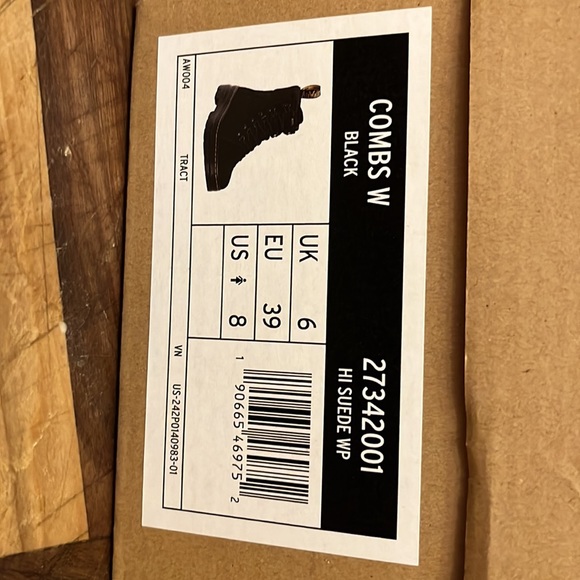 COMBS W 27342001
BLACK HI SUEDE WP
UK 6
EU 39
US 8
1 90665 46975 2
AW004 TRACT VN US-242P0140983-01